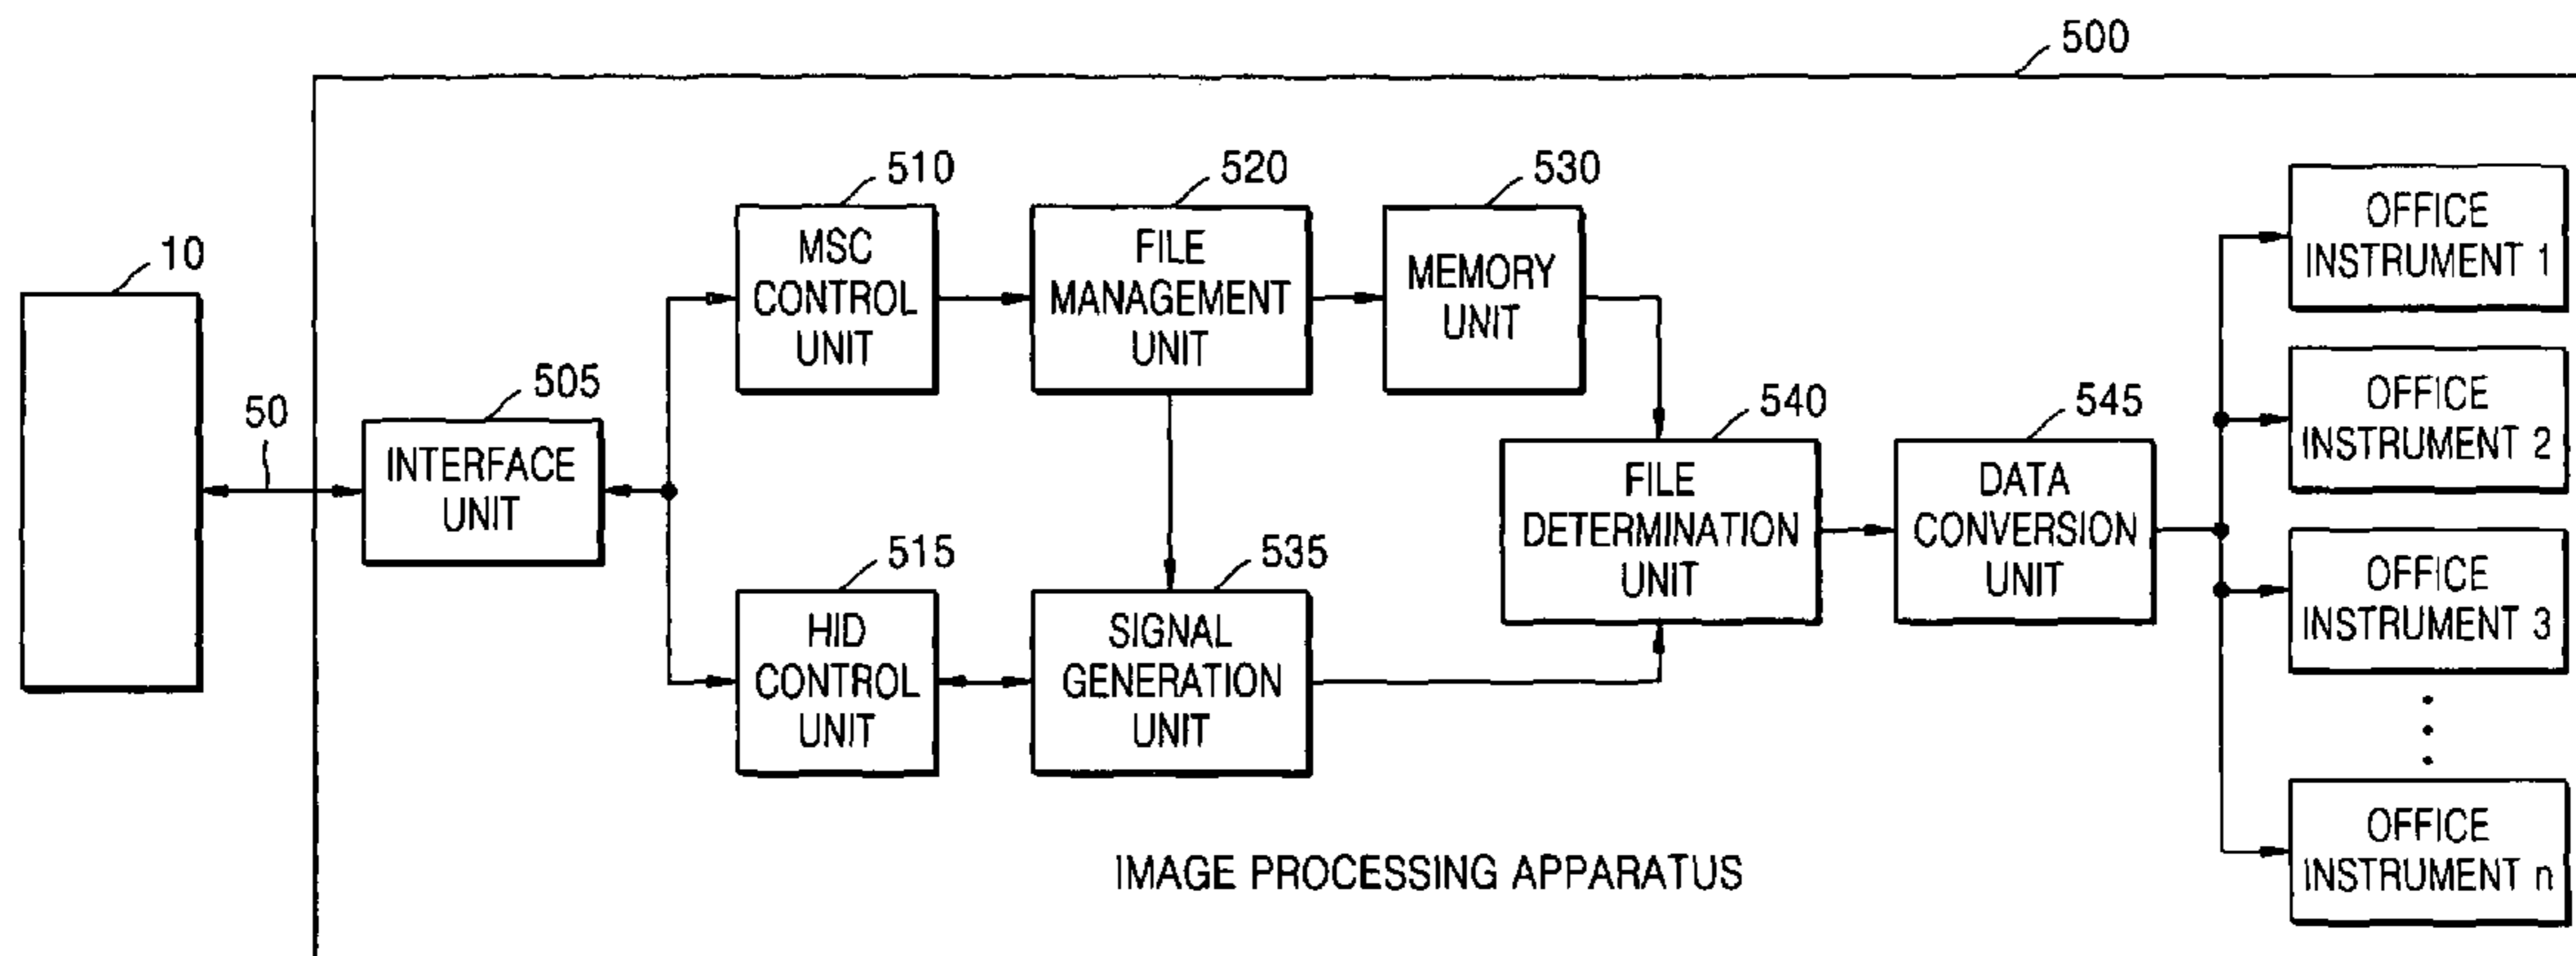 500
10
50
505
INTERFACE
UNIT
510
MSC
CONTROL
UNIT
515
HID
CONTROL
UNIT
520
FILE
MANAGEMENT
UNIT
535
SIGNAL
GENERATION
UNIT
530
MEMORY
UNIT
540
FILE
DETERMINATION
UNIT
545
DATA
CONVERSION
UNIT
OFFICE
INSTRUMENT 1
OFFICE
INSTRUMENT 2
OFFICE
INSTRUMENT 3
OFFICE
INSTRUMENT n
IMAGE PROCESSING APPARATUS